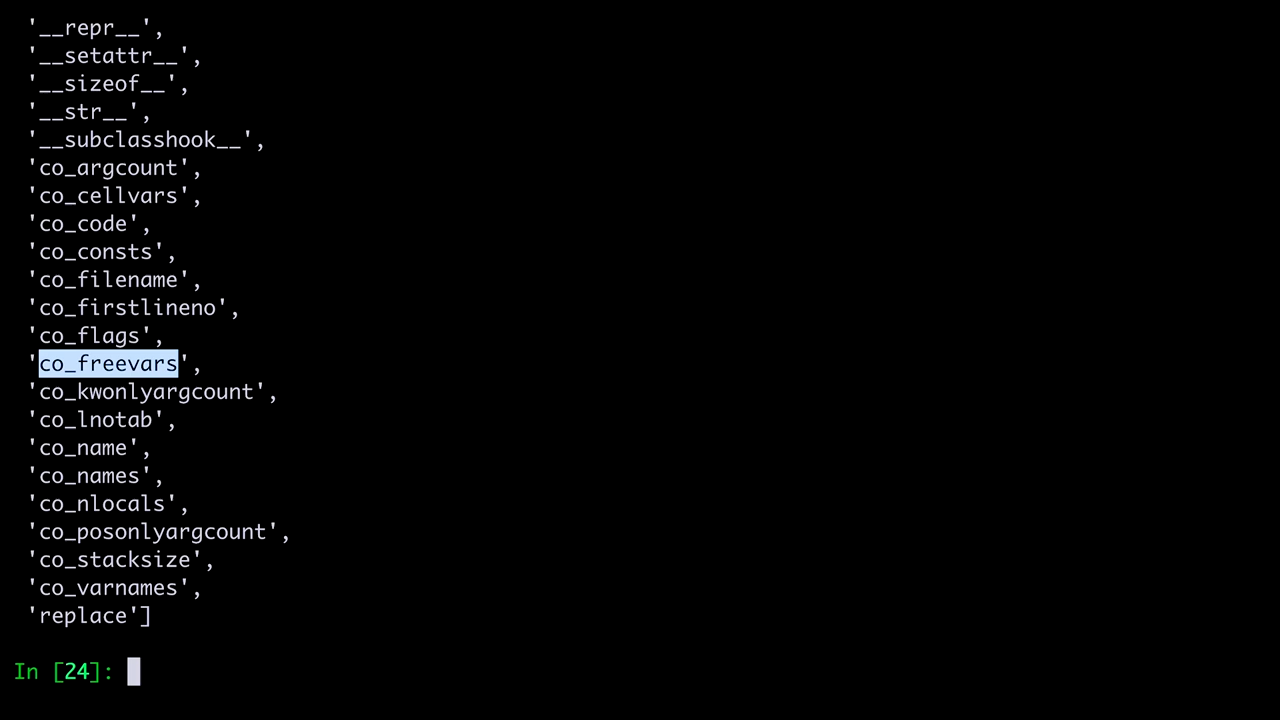 '__repr__',
'__setattr__',
'__sizeof__',
'__str__',
'__subclasshook__',
'co_argcount',
'co_cellvars',
'co_code',
'co_consts',
'co_filename',
'co_firstlineno',
'co_flags',
'co_freevars',
'co_kwonlyargcount',
'co_lnotab',
'co_name',
'co_names',
'co_nlocals',
'co_posonlyargcount',
'co_stacksize',
'co_varnames',
'replace']
In [24]: